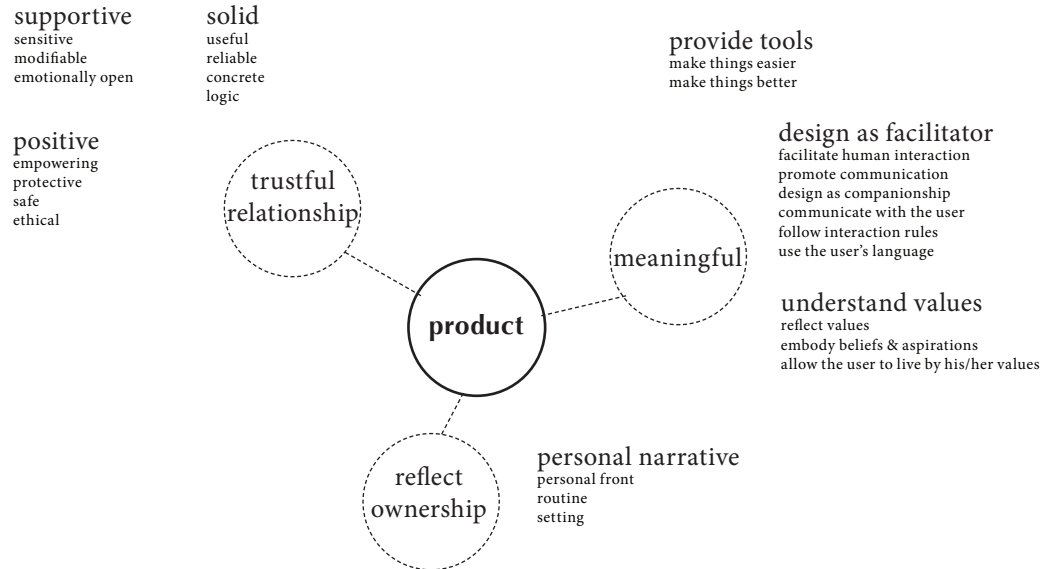 supportive
sensitive
modifiable
emotionally open
solid
useful
reliable
concrete
logic
positive
empowering
protective
safe
ethical
trustful
relationship
provide tools
make things easier
make things better
design as facilitator
facilitate human interaction
promote communication
design as companionship
communicate with the user
follow interaction rules
use the user's language
meaningful
understand values
reflect values
embody beliefs & aspirations
allow the user to live by his/her values
product
reflect
ownership
personal narrative
personal front
routine
setting